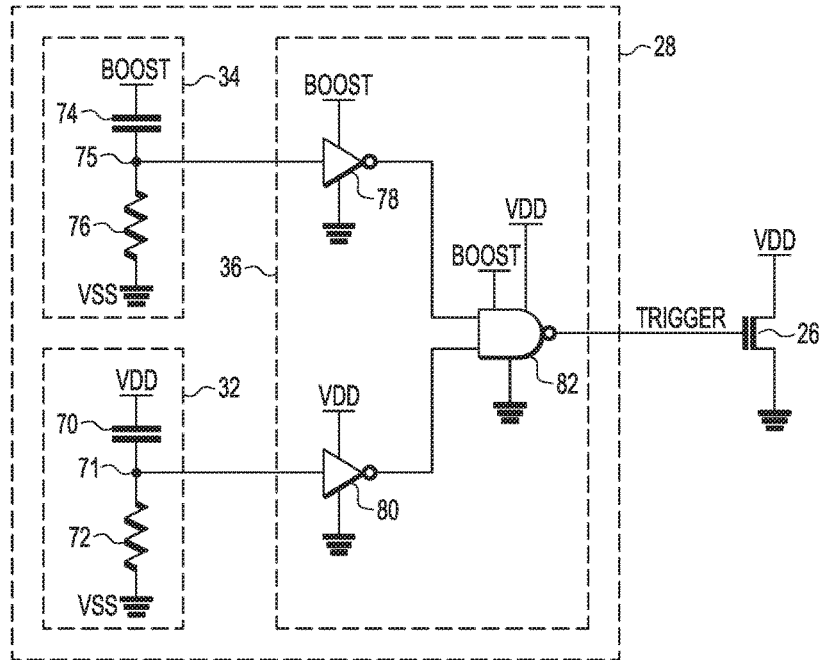 28
34
BOOST
74
75
76
VSS
BOOST
78
36
VDD
BOOST
82
TRIGGER
VDD
26
32
VDD
70
71
72
VSS
VDD
80